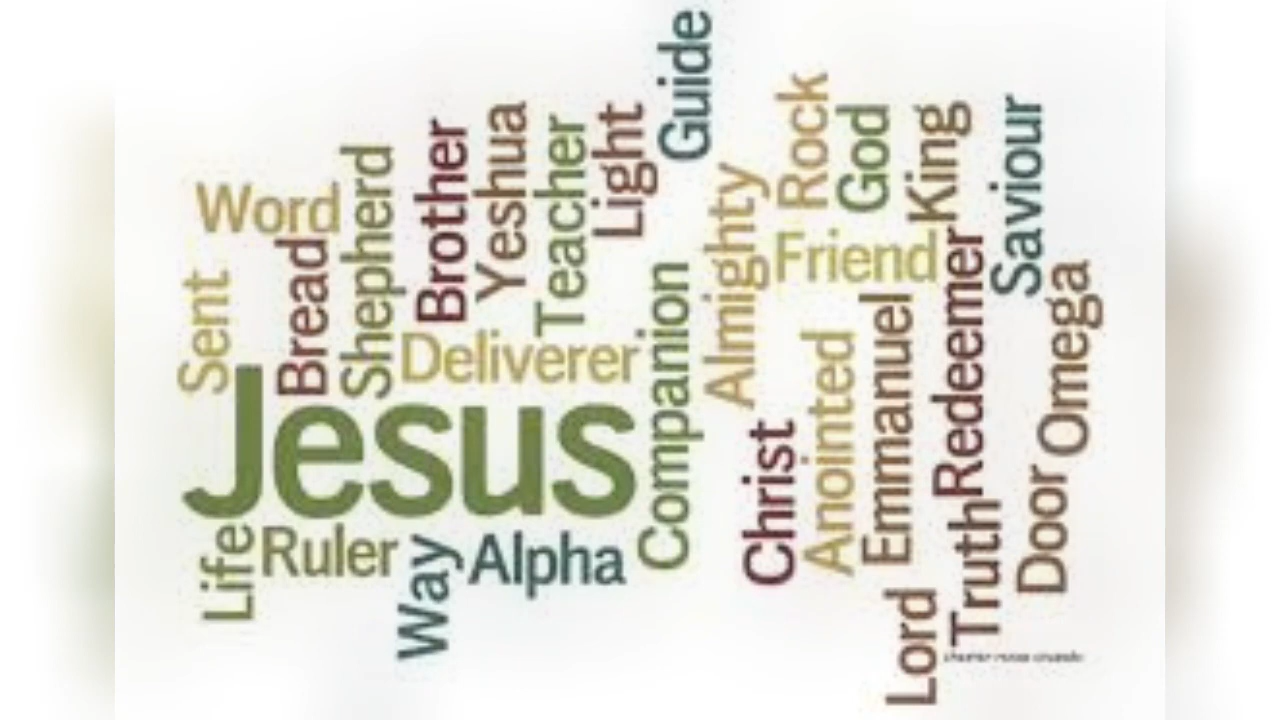 Guide
Rock
God
King
Saviour
Light
Teacher
Yeshua
Brother
Shepherd
Word
Almighty
Friend
Bread
Sent
Redeemer
Omega
Companion
Deliverer
Emmanuel
Anointed
Jesus
Christ
Door
Truth
Life
Ruler
Way
Alpha
Lord